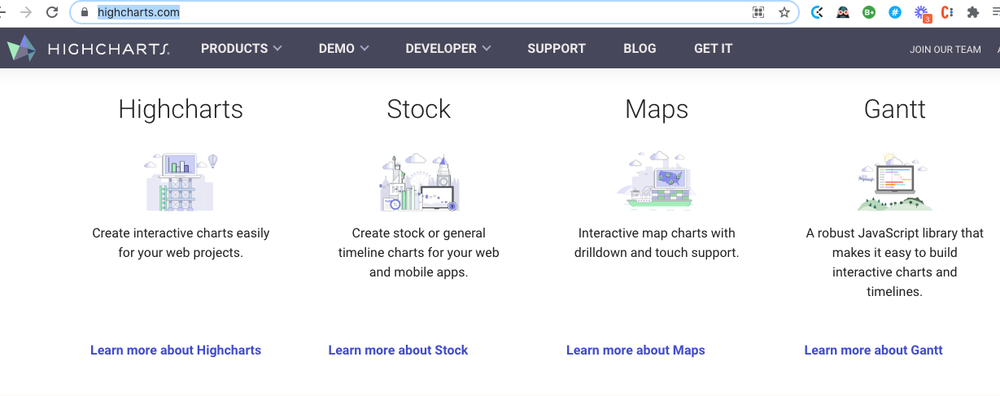 highcharts.com
3
HIGHCHARTS
PRODUCTS DEMO DEVELOPER SUPPORT BLOG GET IT JOIN OUR TEAM
Highcharts Stock Maps Gantt
Create interactive charts easily
for your web projects.
Create stock or general
timeline charts for your web
and mobile apps.
Interactive map charts with
drilldown and touch support.
A robust JavaScript library that
makes it easy to build
interactive charts and
timelines.
Learn more about Highcharts Learn more about Stock Learn more about Maps Learn more about Gantt